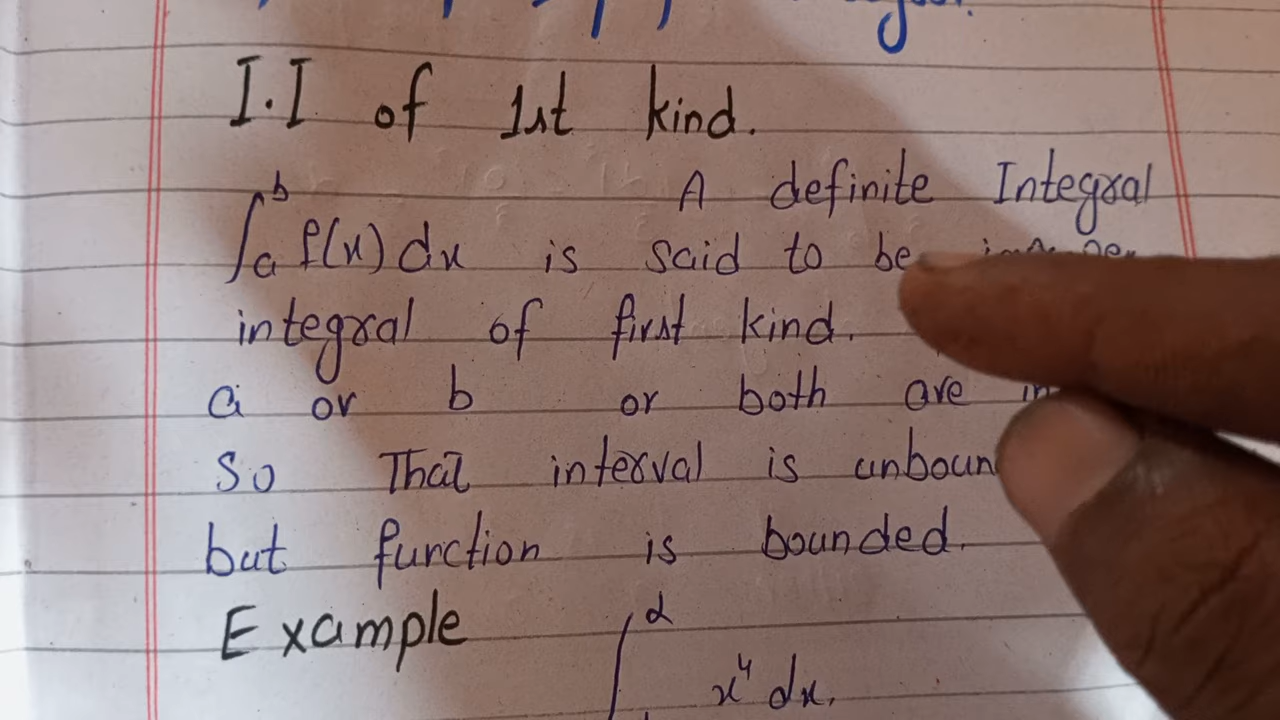 I.I of 1st kind.
A definite Integral
∫ₐᵇ f(x) dx is said to be
integral of first kind.
a or b or both are
So That interval is
but function is bounded.
Example ∫ α
x⁴ dx.